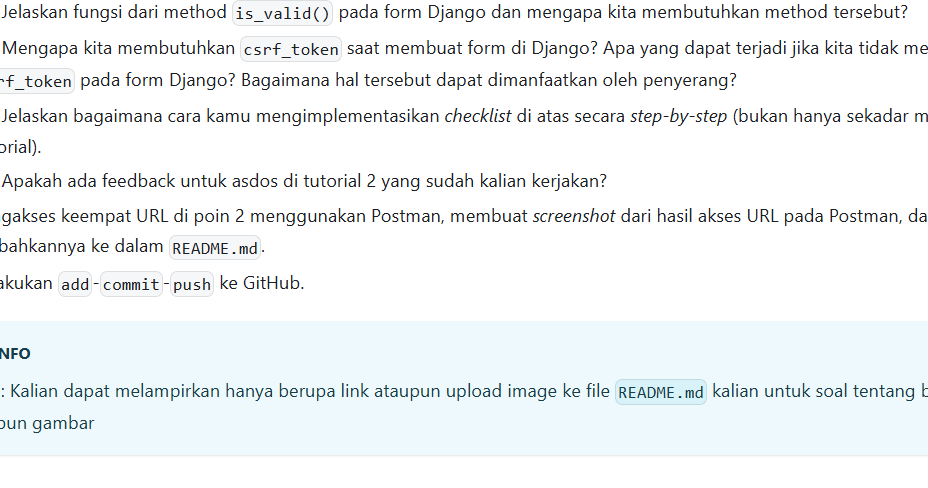 Jelaskan fungsi dari method is_valid() pada form Django dan mengapa kita membutuhkan method tersebut?
Mengapa kita membutuhkan csrf_token saat membuat form di Django? Apa yang dapat terjadi jika kita tidak me
rf_token pada form Django? Bagaimana hal tersebut dapat dimanfaatkan oleh penyerang?
Jelaskan bagaimana cara kamu mengimplementasikan checklist di atas secara step-by-step (bukan hanya sekadar m
orial).
Apakah ada feedback untuk asdos di tutorial 2 yang sudah kalian kerjakan?
gakses keempat URL di poin 2 menggunakan Postman, membuat screenshot dari hasil akses URL pada Postman, da
bahkannya ke dalam README.md.
akukan add-commit-push ke GitHub.
NFO
: Kalian dapat melampirkan hanya berupa link ataupun upload image ke file README.md kalian untuk soal tentang b
pun gambar